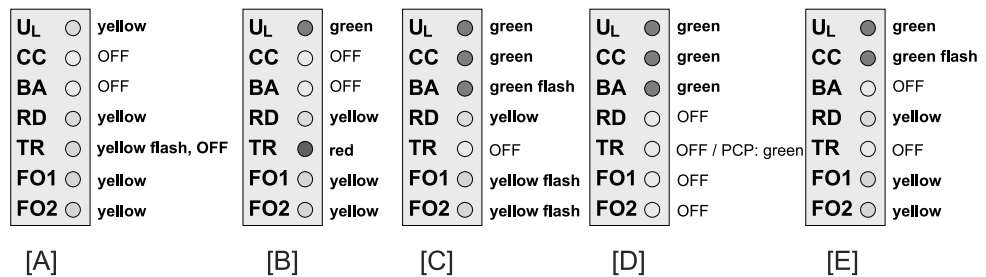 UL yellow UL green UL green UL green UL green
CC OFF CC OFF CC green CC green CC green flash
BA OFF BA OFF BA green flash BA green BA OFF
RD yellow RD yellow RD yellow RD OFF RD yellow
TR yellow flash, OFF TR red TR OFF TR OFF / PCP: green TR OFF
FO1 yellow FO1 yellow FO1 yellow flash FO1 OFF FO1 yellow
FO2 yellow FO2 yellow FO2 yellow flash FO2 OFF FO2 yellow
[A] [B] [C] [D] [E]